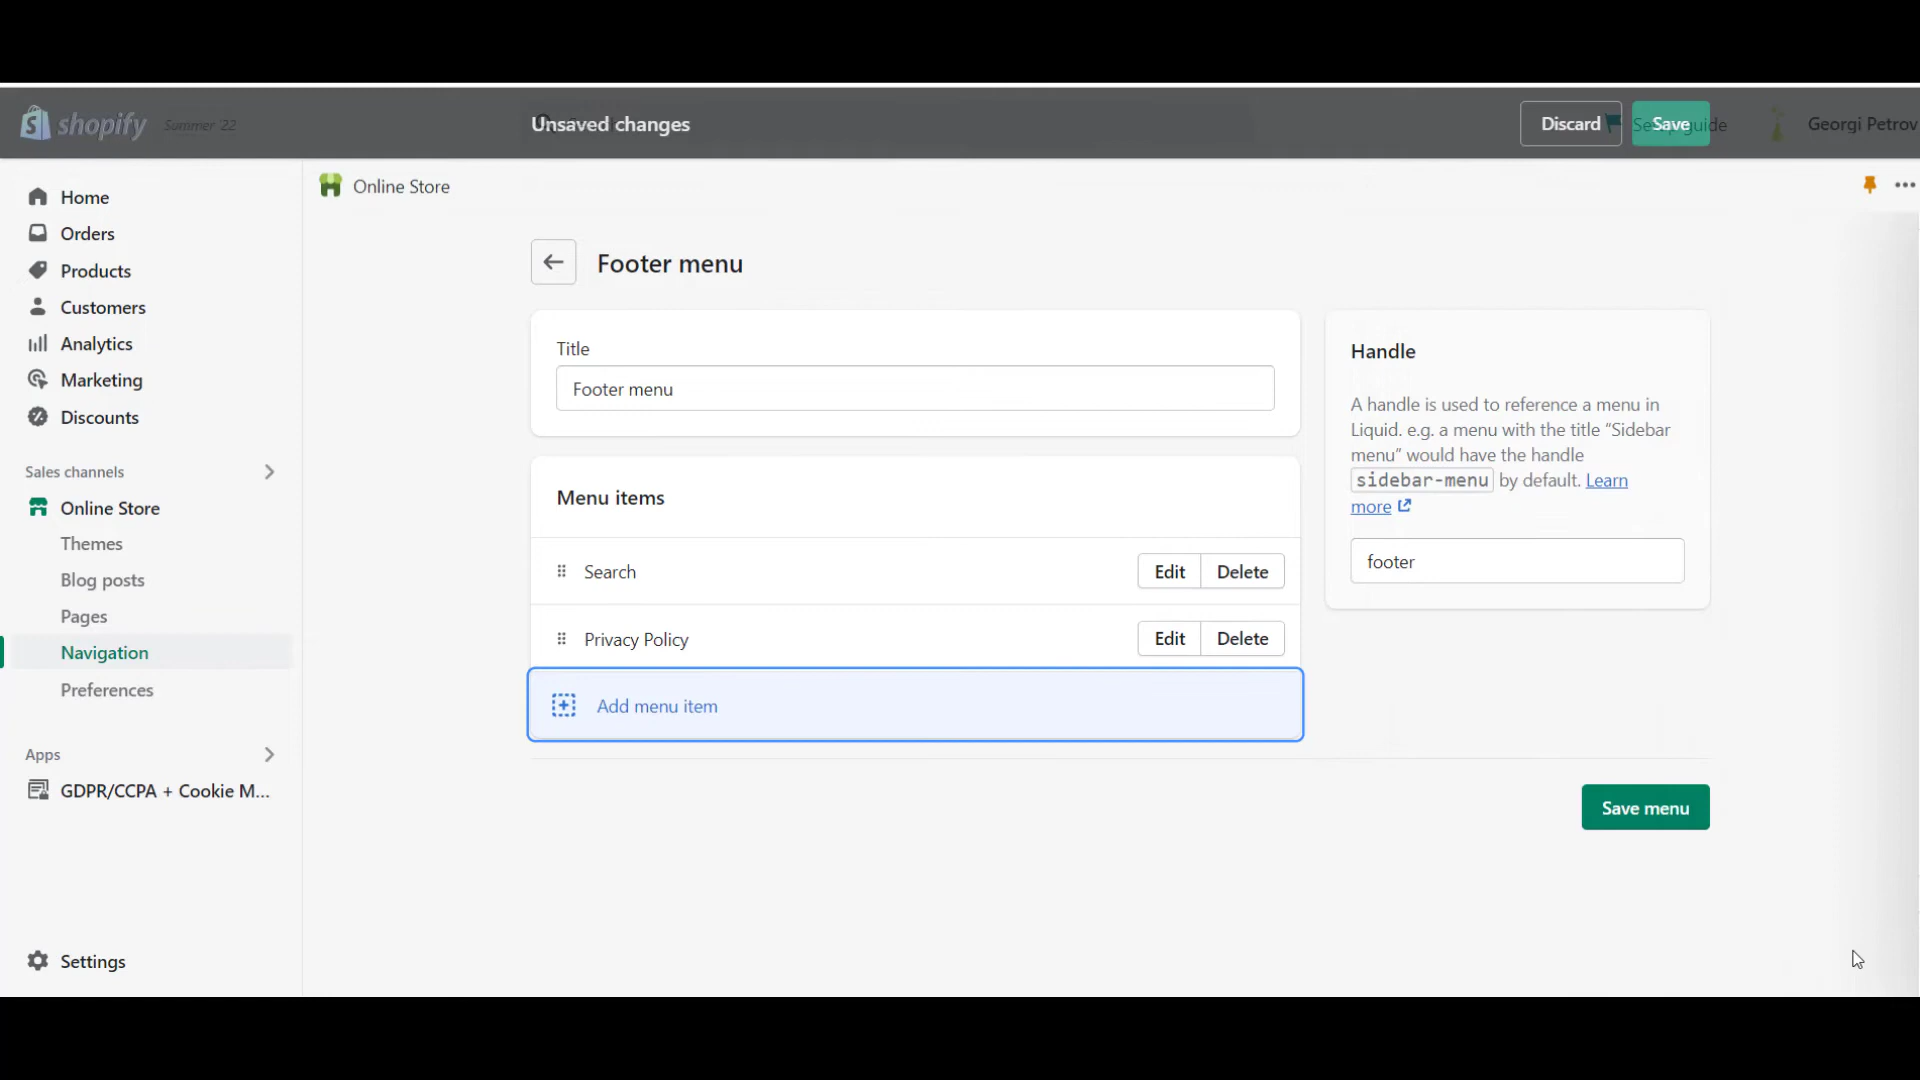 shopify Summer '22
Unsaved changes
Discard
Save
Setup guide
Georgi Petrov
Home
Orders
Products
Customers
Analytics
Marketing
Discounts
Sales channels
Online Store
Themes
Blog posts
Pages
Navigation
Preferences
Apps
GDPR/CCPA + Cookie M...
Settings
Online Store
Footer menu
Title
Footer menu
Menu items
Search
Edit
Delete
Privacy Policy
Edit
Delete
Add menu item
Handle
A handle is used to reference a menu in
Liquid. e.g. a menu with the title “Sidebar
menu” would have the handle
sidebar-menu by default. Learn
more
footer
Save menu